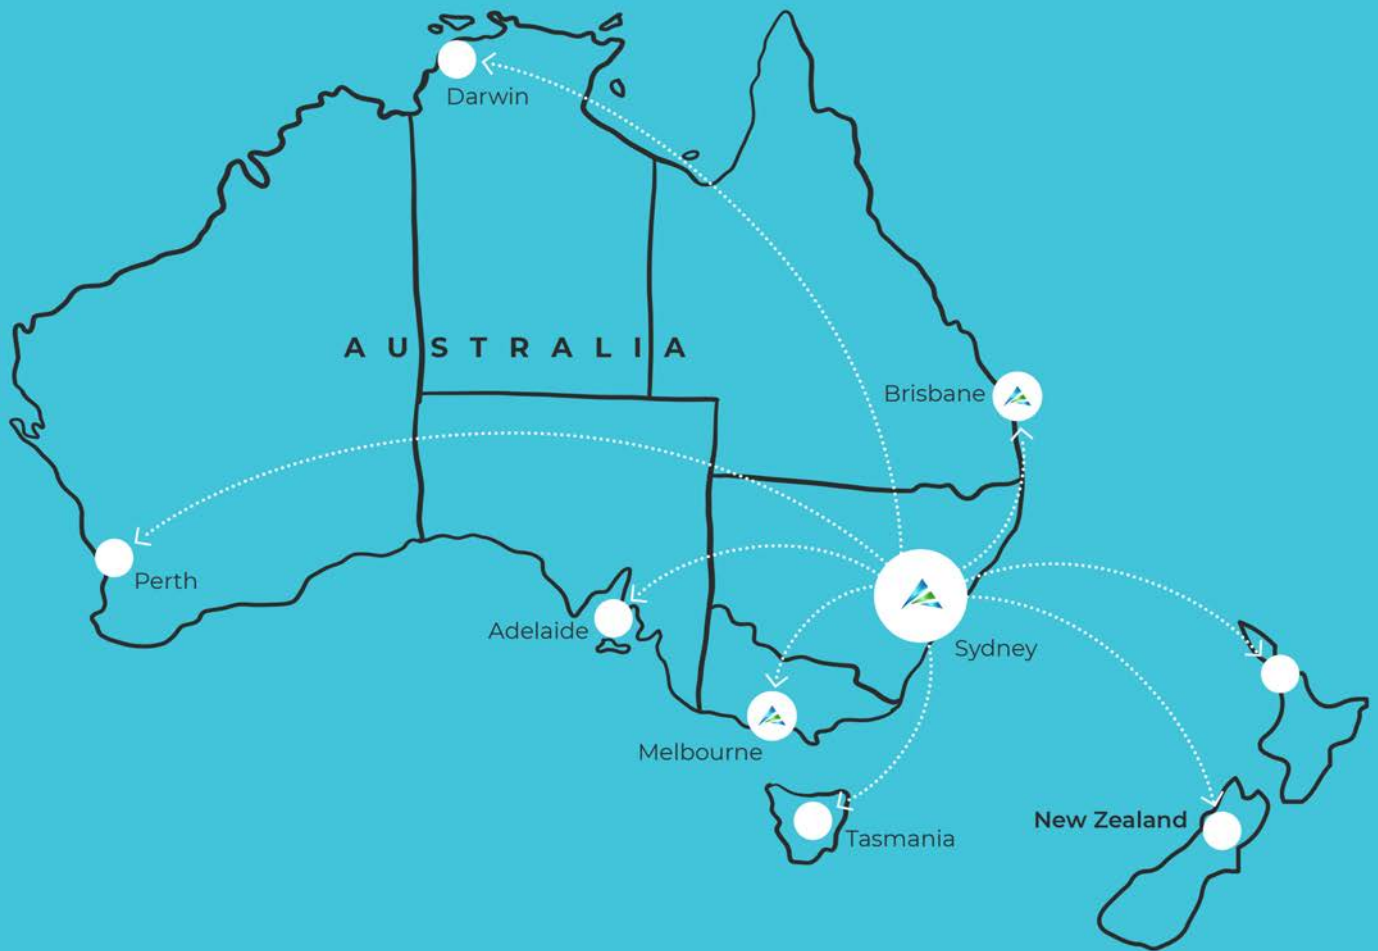 Darwin
AUSTRALIA
Brisbane
Perth
Adelaide
Sydney
Melbourne
New Zealand
Tasmania